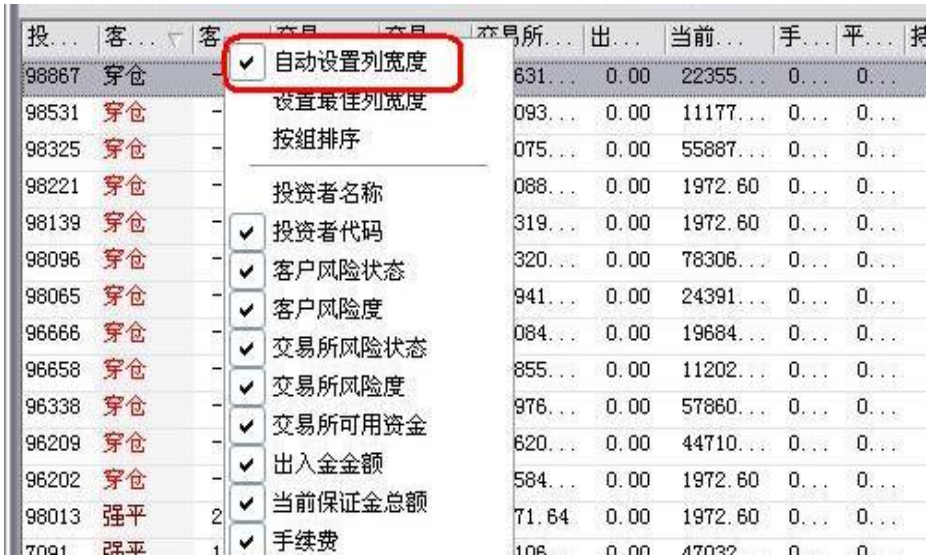 投... 客... 客... 交易 交易 交易所... 出... 当前... 手... 平... 持
98867 穿仓 - 631... 0.00 22355... 0... 0...
98531 穿仓 - 093... 0.00 11177... 0... 0...
98325 穿仓 - 075... 0.00 55887... 0... 0...
98221 穿仓 - 088... 0.00 1972.60 0... 0...
98139 穿仓 - 319... 0.00 1972.60 0... 0...
98096 穿仓 - 320... 0.00 78306... 0... 0...
98065 穿仓 - 941... 0.00 24391... 0... 0...
96666 穿仓 - 084... 0.00 19684... 0... 0...
96658 穿仓 - 855... 0.00 11202... 0... 0...
96338 穿仓 - 976... 0.00 57860... 0... 0...
96209 穿仓 - 620... 0.00 44710... 0... 0...
96202 穿仓 - 584... 0.00 1972.60 0... 0...
98013 强平 2 71.64 0.00 1972.60 0... 0...
7091 强平 1 106 0.00 47032 0 0
自动设置列宽度
设置最佳列宽度
按组排序
投资者名称
投资者代码
客户风险状态
客户风险度
交易所风险状态
交易所风险度
交易所可用资金
出入金金额
当前保证金总额
手续费